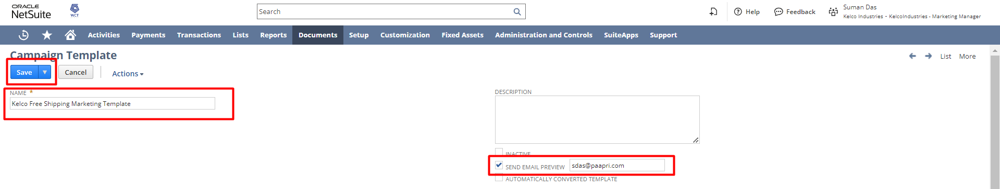 ORACLE
NetSuite
WCT
Search
Help
Feedback
Suman Das
Kelco Industries - KelcoIndustries - Marketing Manager
Activities Payments Transactions Lists Reports Documents Setup Customization Fixed Assets Administration and Controls SuiteApps Support
Campaign Template
List More
Save Cancel Actions
NAME *
Kelco Free Shipping Marketing Template
DESCRIPTION
INACTIVE
SEND EMAIL PREVIEW sdas@paapri.com
AUTOMATICALLY CONVERTED TEMPLATE